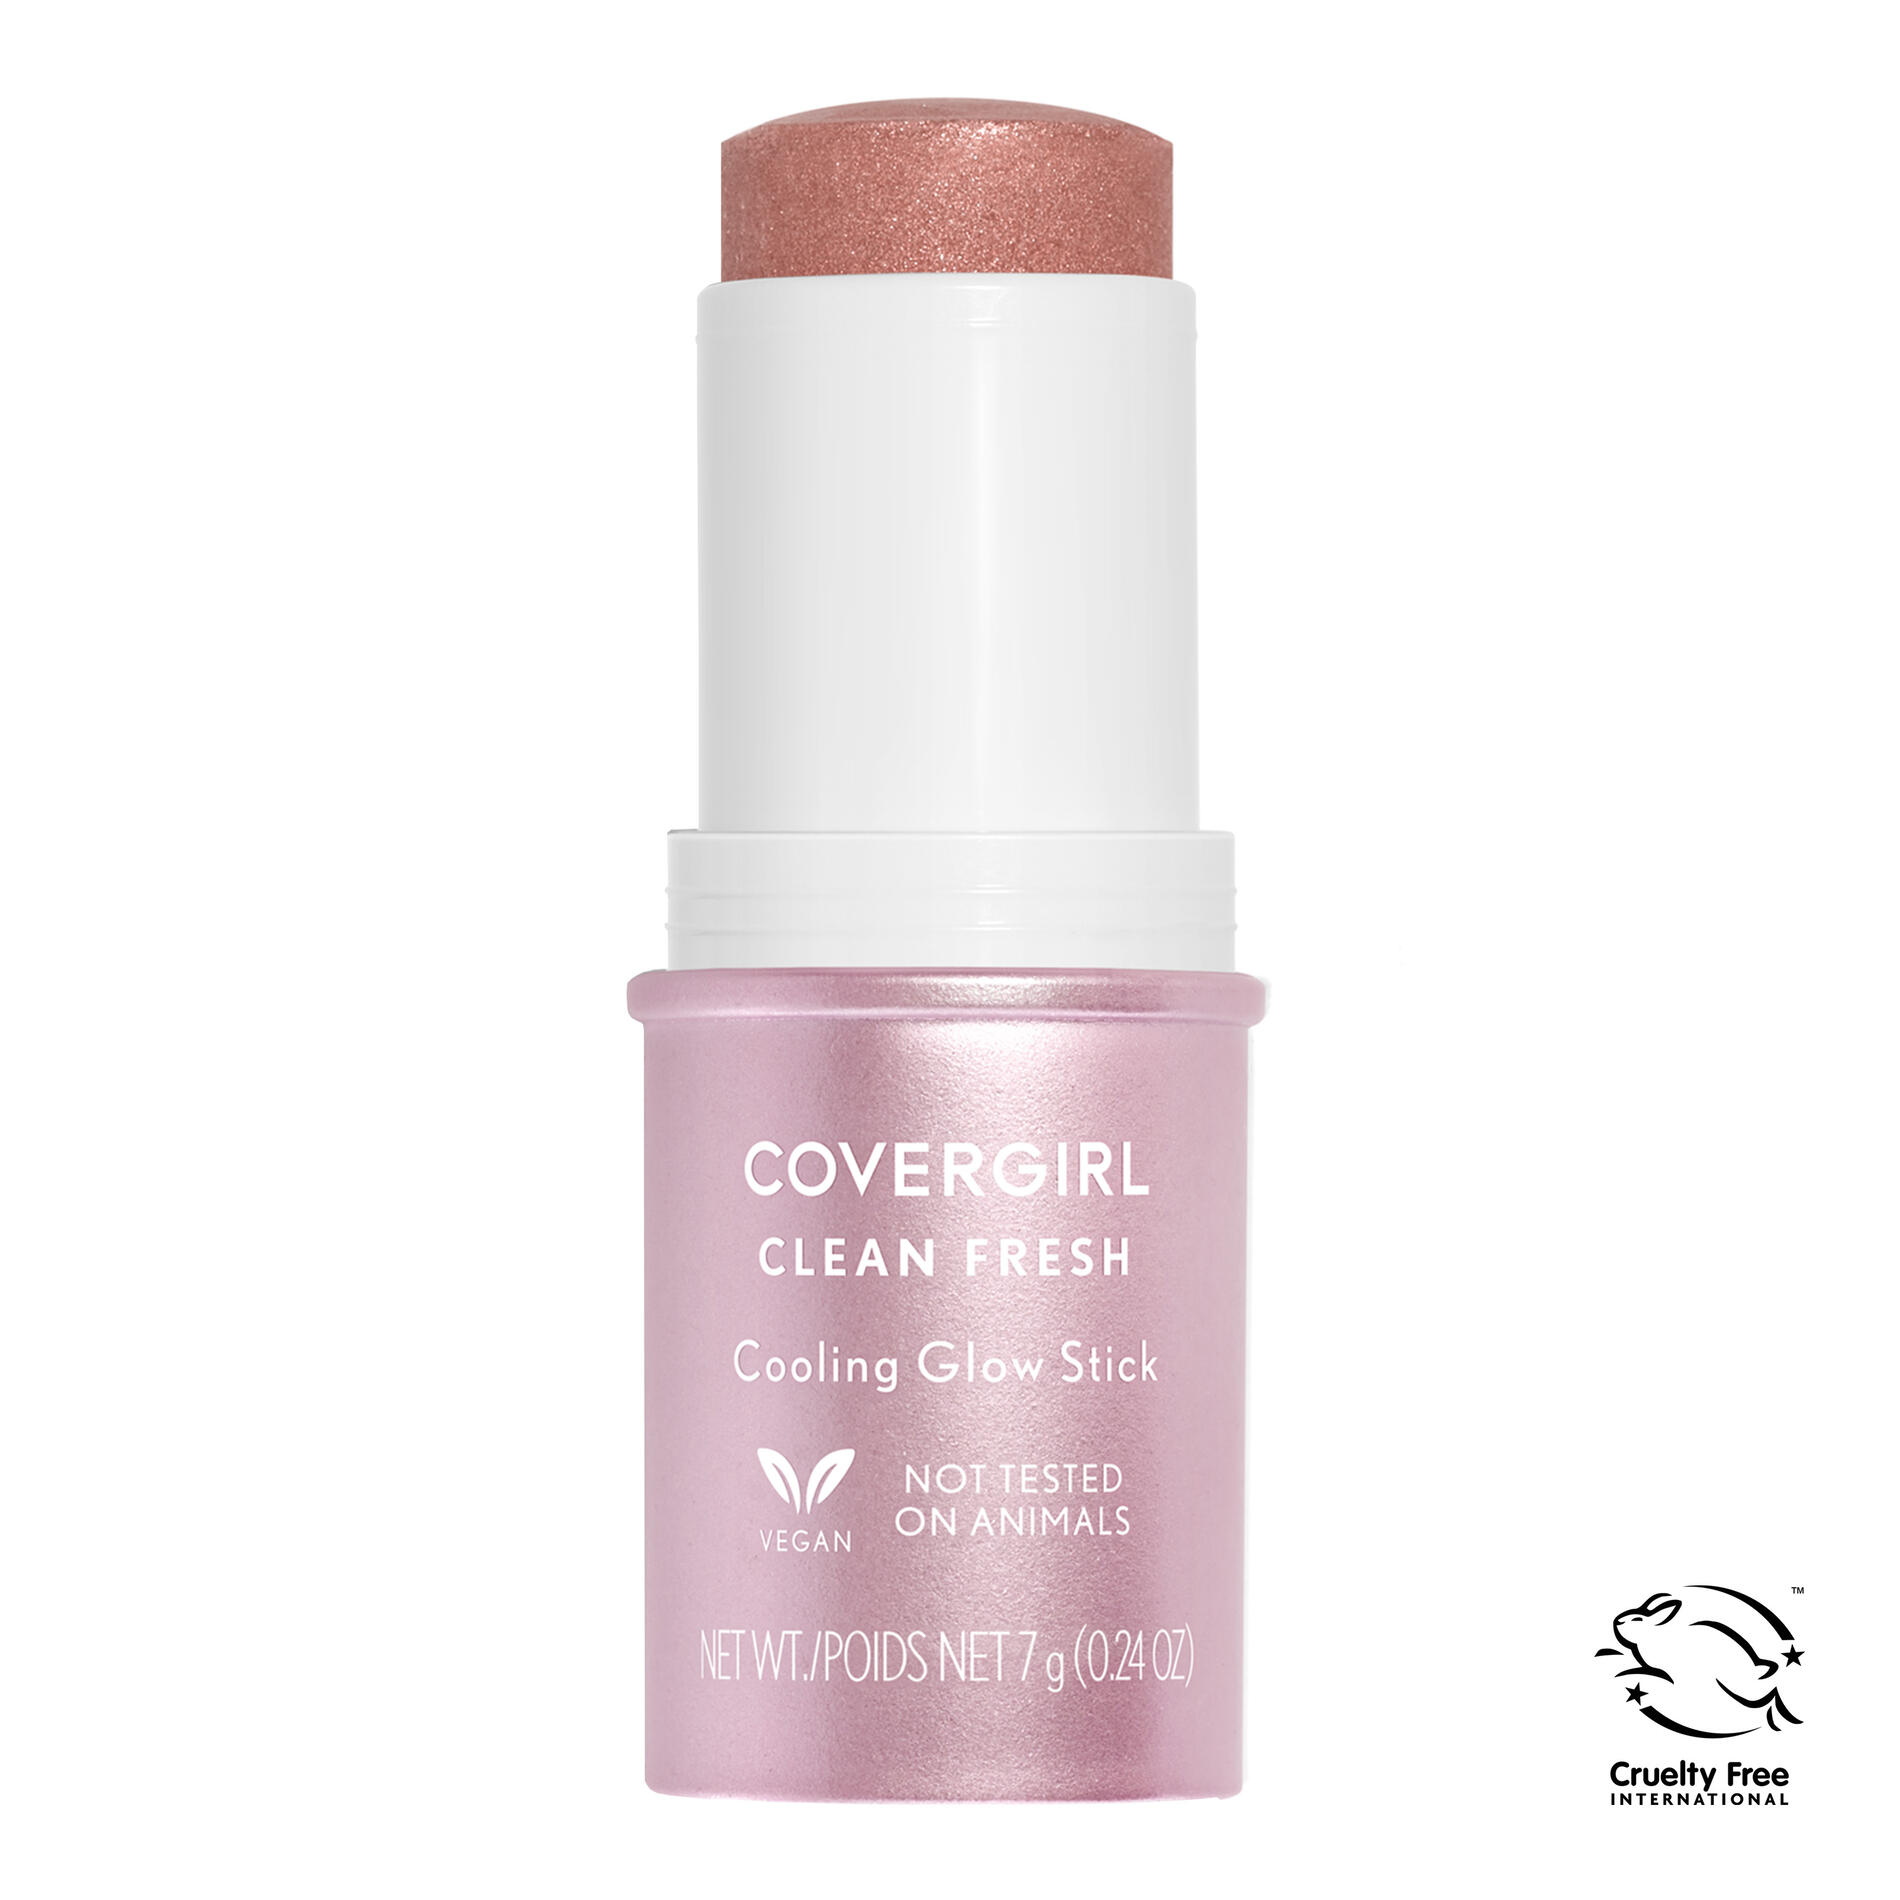 COVERGIRL
CLEAN FRESH
Cooling Glow Stick
VEGAN
NOT TESTED
ON ANIMALS
NET WT./POIDS NET 7 g (0.24 OZ)
TM
Cruelty Free
INTERNATIONAL